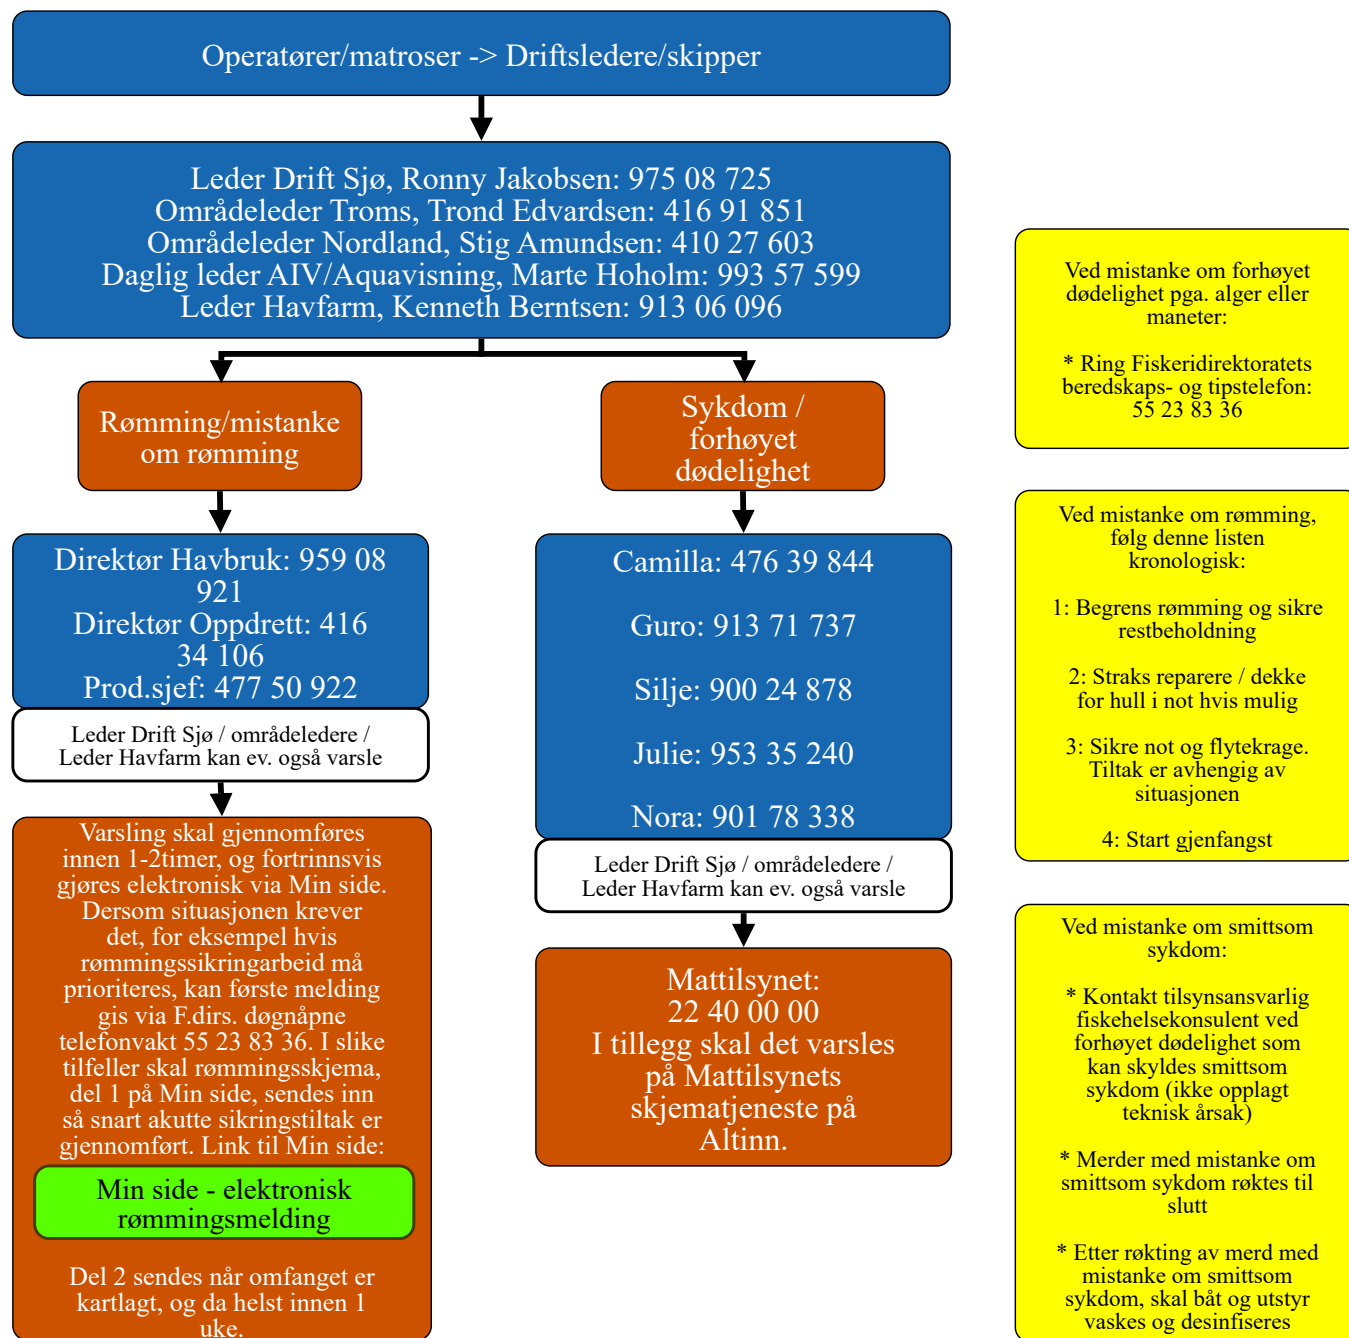 Operatører/matroser -> Driftsledere/skipper
Leder Drift Sjø, Ronny Jakobsen: 975 08 725
Områdeleder Troms, Trond Edvardsen: 416 91 851
Områdeleder Nordland, Stig Amundsen: 410 27 603
Daglig leder AIV/Aquavisning, Marte Hoholm: 993 57 599
Leder Havfarm, Kenneth Berntsen: 913 06 096
Rømming/mistanke
om rømming
Direktør Havbruk: 959 08
921
Direktør Oppdrett: 416
34 106
Prod.sjef: 477 50 922
Leder Drift Sjø / områdeledere /
Leder Havfarm kan ev. også varsle
Varsling skal gjennomføres
innen 1-2timer, og fortrinnsvis
gjøres elektronisk via Min side.
Dersom situasjonen krever
det, for eksempel hvis
rømmingssikringarbeid må
prioriteres, kan første melding
gis via F.dirs. døgnåpne
telefonvakt 55 23 83 36. I slike
tilfeller skal rømmingsskjema,
del 1 på Min side, sendes inn
så snart akutte sikringstiltak er
gjennomført. Link til Min side:
Min side - elektronisk
rømmingsmelding
Del 2 sendes når omfanget er
kartlagt, og da helst innen 1
uke.
Sykdom /
forhøyet
dødelighet
Camilla: 476 39 844
Guro: 913 71 737
Silje: 900 24 878
Julie: 953 35 240
Nora: 901 78 338
Leder Drift Sjø / områdeledere /
Leder Havfarm kan ev. også varsle
Mattilsynet:
22 40 00 00
I tillegg skal det varsles
på Mattilsynets
skjematjeneste på
Altinn.
Ved mistanke om forhøyet
dødelighet pga. alger eller
maneter:
* Ring Fiskeridirektoratets
beredskaps- og tipstelefon:
55 23 83 36
Ved mistanke om rømming,
følg denne listen
kronologisk:
1: Begrens rømming og sikre
restbeholdning
2: Straks reparere / dekke
for hull i not hvis mulig
3: Sikre not og flytekrage.
Tiltak er avhengig av
situasjonen
4: Start gjenfangst
Ved mistanke om smittsom
sykdom:
* Kontakt tilsynsansvarlig
fiskehelsekonsulent ved
forhøyet dødelighet som
kan skyldes smittsom
sykdom (ikke opplagt
teknisk årsak)
* Merder med mistanke om
smittsom sykdom røktes til
slutt
* Etter røkting av merd med
mistanke om smittsom
sykdom, skal båt og utstyr
vaskes og desinfiseres